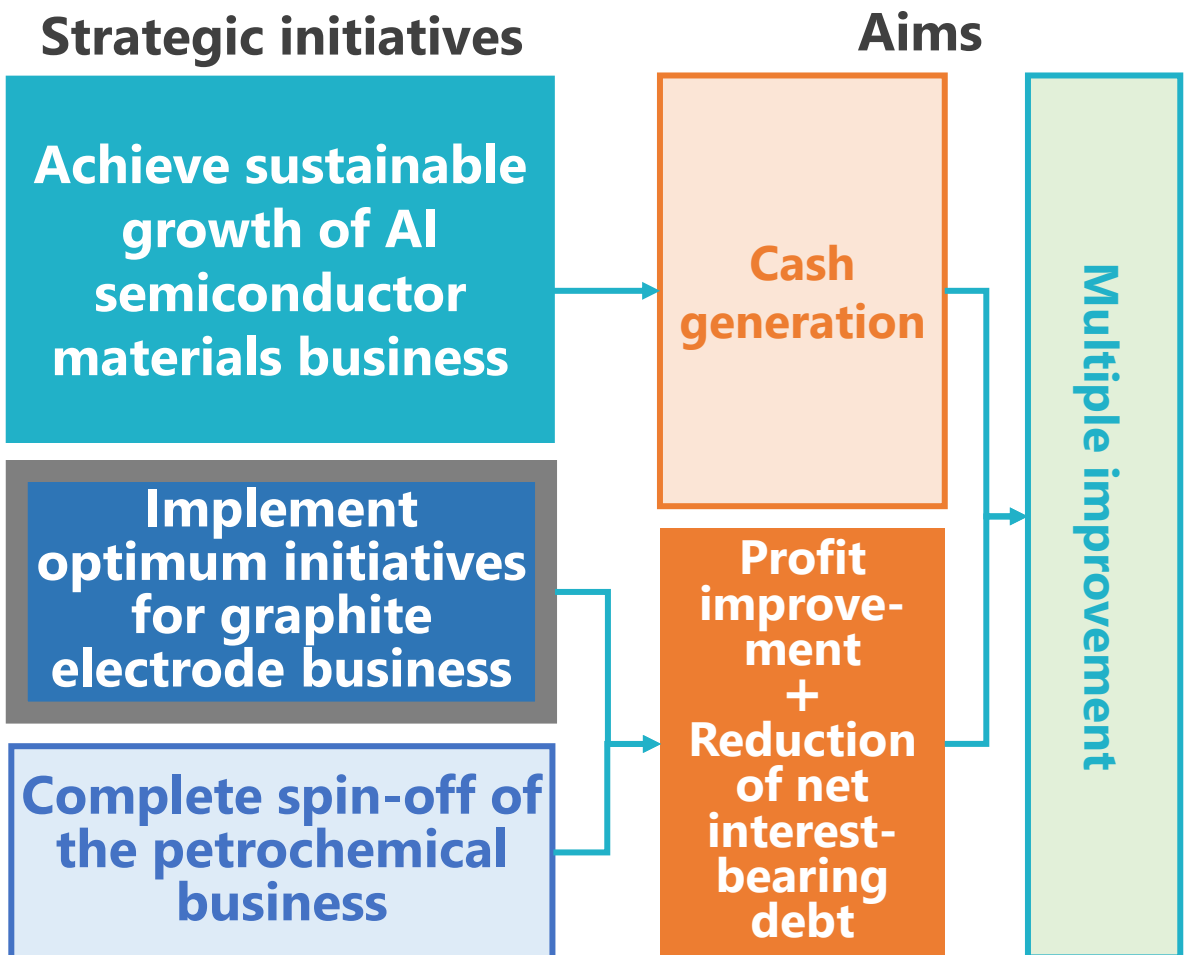 Strategic initiatives
Aims
Achieve sustainable
growth of AI
semiconductor
materials business
Cash
generation
Multiple improvement
Implement
optimum initiatives
for graphite
electrode business
Profit
improve-
ment
+
Reduction
of net
interest-
bearing
debt
Complete spin-off of
the petrochemical
business